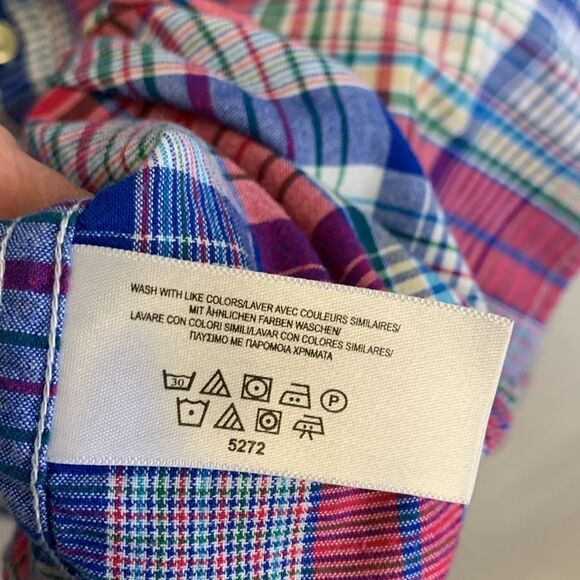 WASH WITH LIKE COLORS/LAVER AVEC COULEURS SIMILAIRES/
MIT ÄHNLICHEN FARBEN WASCHEN/
LAVARE CON COLORI SIMILI/LAVAR CON COLORES SIMILARES/
ΠΛΥΣΙΜΟ ΜΕ ΠΑΡΟΜΟΙΑ ΧΡΗΜΑΤΑ
30 P
5272